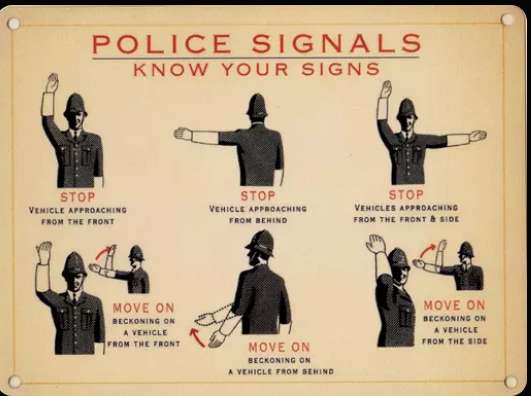 POLICE SIGNALS
KNOW YOUR SIGNS
STOP
VEHICLE APPROACHING
FROM THE FRONT
STOP
VEHICLE APPROACHING
FROM BEHIND
STOP
VEHICLES APPROACHING
FROM THE FRONT & SIDE
MOVE ON
BECKONING ON
A VEHICLE
FROM THE FRONT
MOVE ON
BECKONING ON
A VEHICLE FROM BEHIND
MOVE ON
BECKONING ON
A VEHICLE
FROM THE SIDE